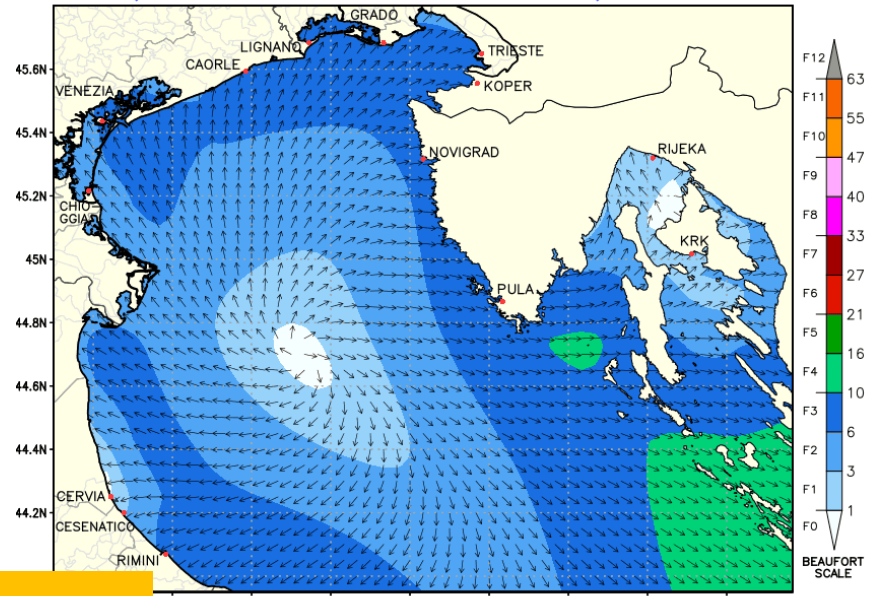 GRADO
LIGNANO
TRIESTE
CAORLE
45.6N
KOPER
VENEZIA
45.4N
NOVIGRAD
RIJEKA
45.2N
CHIO-
GGIA
KRK
45N
PULA
44.8N
44.6N
44.4N
CERVIA
44.2N
CESENATICO
RIMINI
F12
63
F11
55
F10
47
F9
40
F8
33
F7
27
F6
21
F5
16
F4
10
F3
6
F2
3
F1
1
F0
BEAUFORT
SCALE